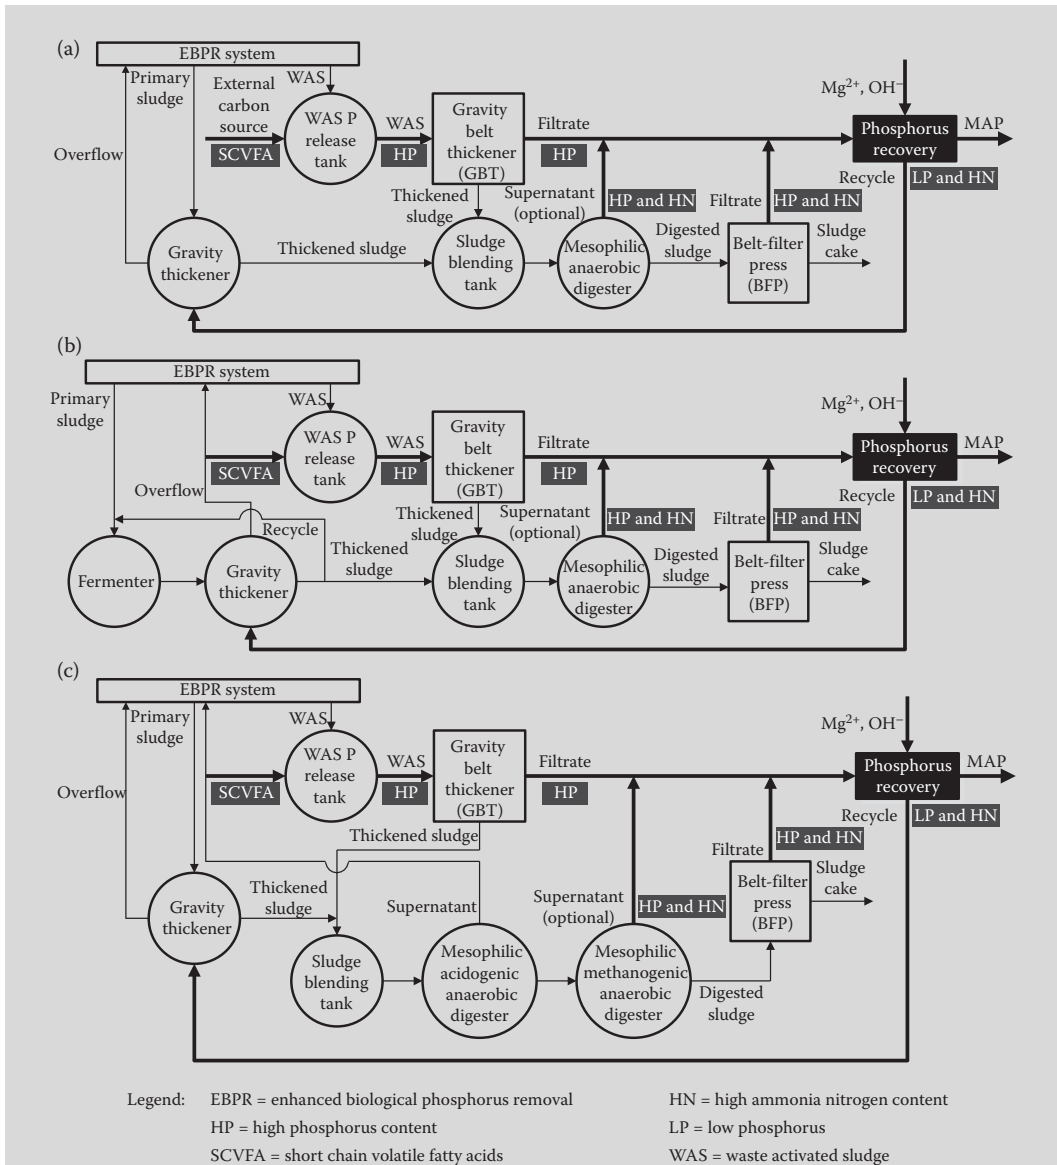 (a)
EBPR system
Primary
sludge
External
carbon
source
WAS
WAS P
release
tank
SCVFA
Overflow
WAS
HP
Gravity
belt
thickener
(GBT)
Filtrate
HP
Mg²⁺, OH⁻
Phosphorus
recovery
MAP
Recycle
LP and HN
Thickened
sludge
Supernatant
(optional)
HP and HN
Filtrate
HP and HN
Gravity
thickener
Thickened sludge
Sludge
blending
tank
Mesophilic
anaerobic
digester
Digested
sludge
Belt-filter
press
(BFP)
Sludge
cake
(b)
EBPR system
Primary
sludge
WAS
WAS P
release
tank
SCVFA
Overflow
WAS
HP
Gravity
belt
thickener
(GBT)
Filtrate
HP
Mg²⁺, OH⁻
Phosphorus
recovery
MAP
Recycle
LP and HN
Recycle
Thickened
sludge
Thickened
sludge
Supernatant
(optional)
HP and HN
Filtrate
HP and HN
Fermenter
Gravity
thickener
Sludge
blending
tank
Mesophilic
anaerobic
digester
Digested
sludge
Belt-filter
press
(BFP)
Sludge
cake
(c)
EBPR system
Primary
sludge
WAS
WAS P
release
tank
SCVFA
Overflow
WAS
HP
Gravity
belt
thickener
(GBT)
Filtrate
HP
Mg²⁺, OH⁻
Phosphorus
recovery
MAP
Recycle
LP and HN
Thickened sludge
Filtrate
HP and HN
Gravity
thickener
Thickened
sludge
Supernatant
Supernatant
(optional)
HP and HN
Belt-filter
press
(BFP)
Sludge
cake
Sludge
blending
tank
Mesophilic
acidogenic
anaerobic
digester
Mesophilic
methanogenic
anaerobic
digester
Digested
sludge
Legend:
EBPR = enhanced biological phosphorus removal
HP = high phosphorus content
SCVFA = short chain volatile fatty acids
HN = high ammonia nitrogen content
LP = low phosphorus
WAS = waste activated sludge